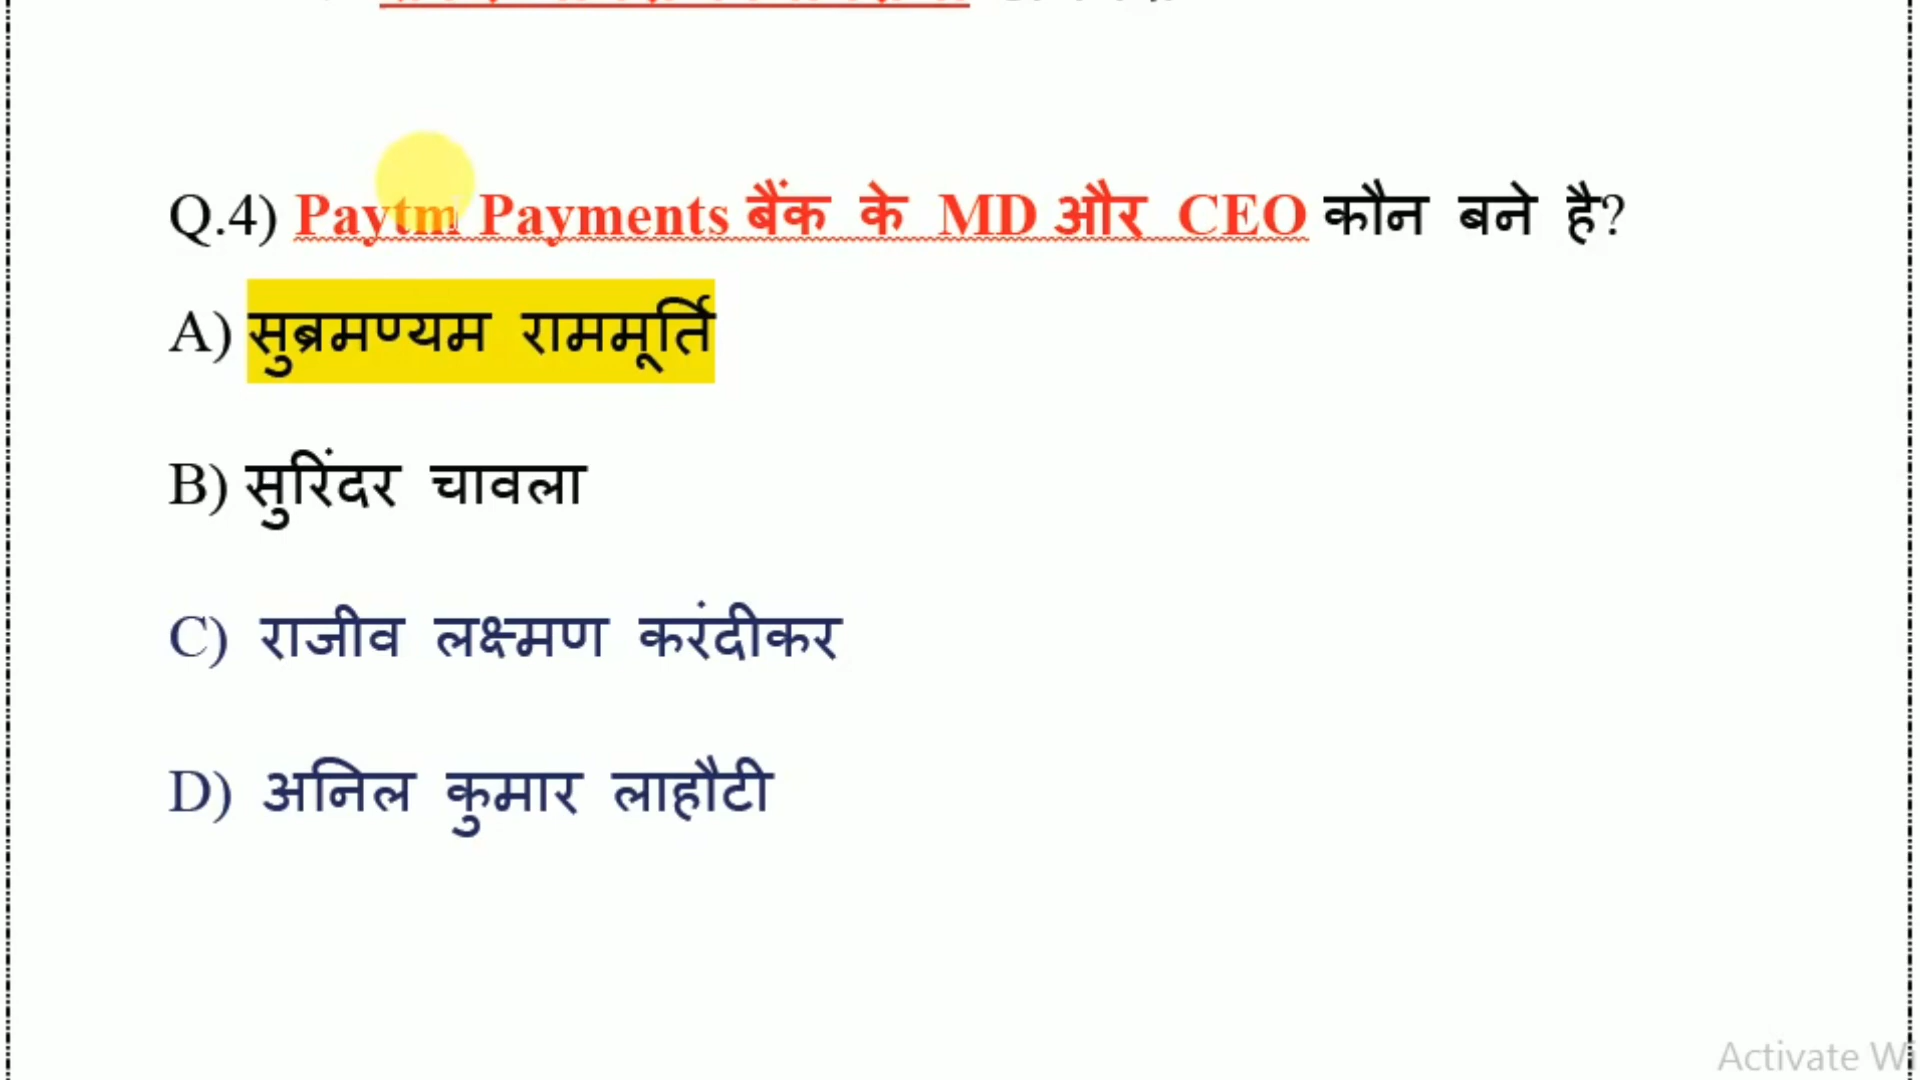 Q.4) Paytm Payments बैंक के MD और CEO कौन बने है?
A) सुब्रमण्यम राममूर्ति
B) सुरिंदर चावला
C) राजीव लक्ष्मण करंदीकर
D) अनिल कुमार लाहौटी
Activate Wi